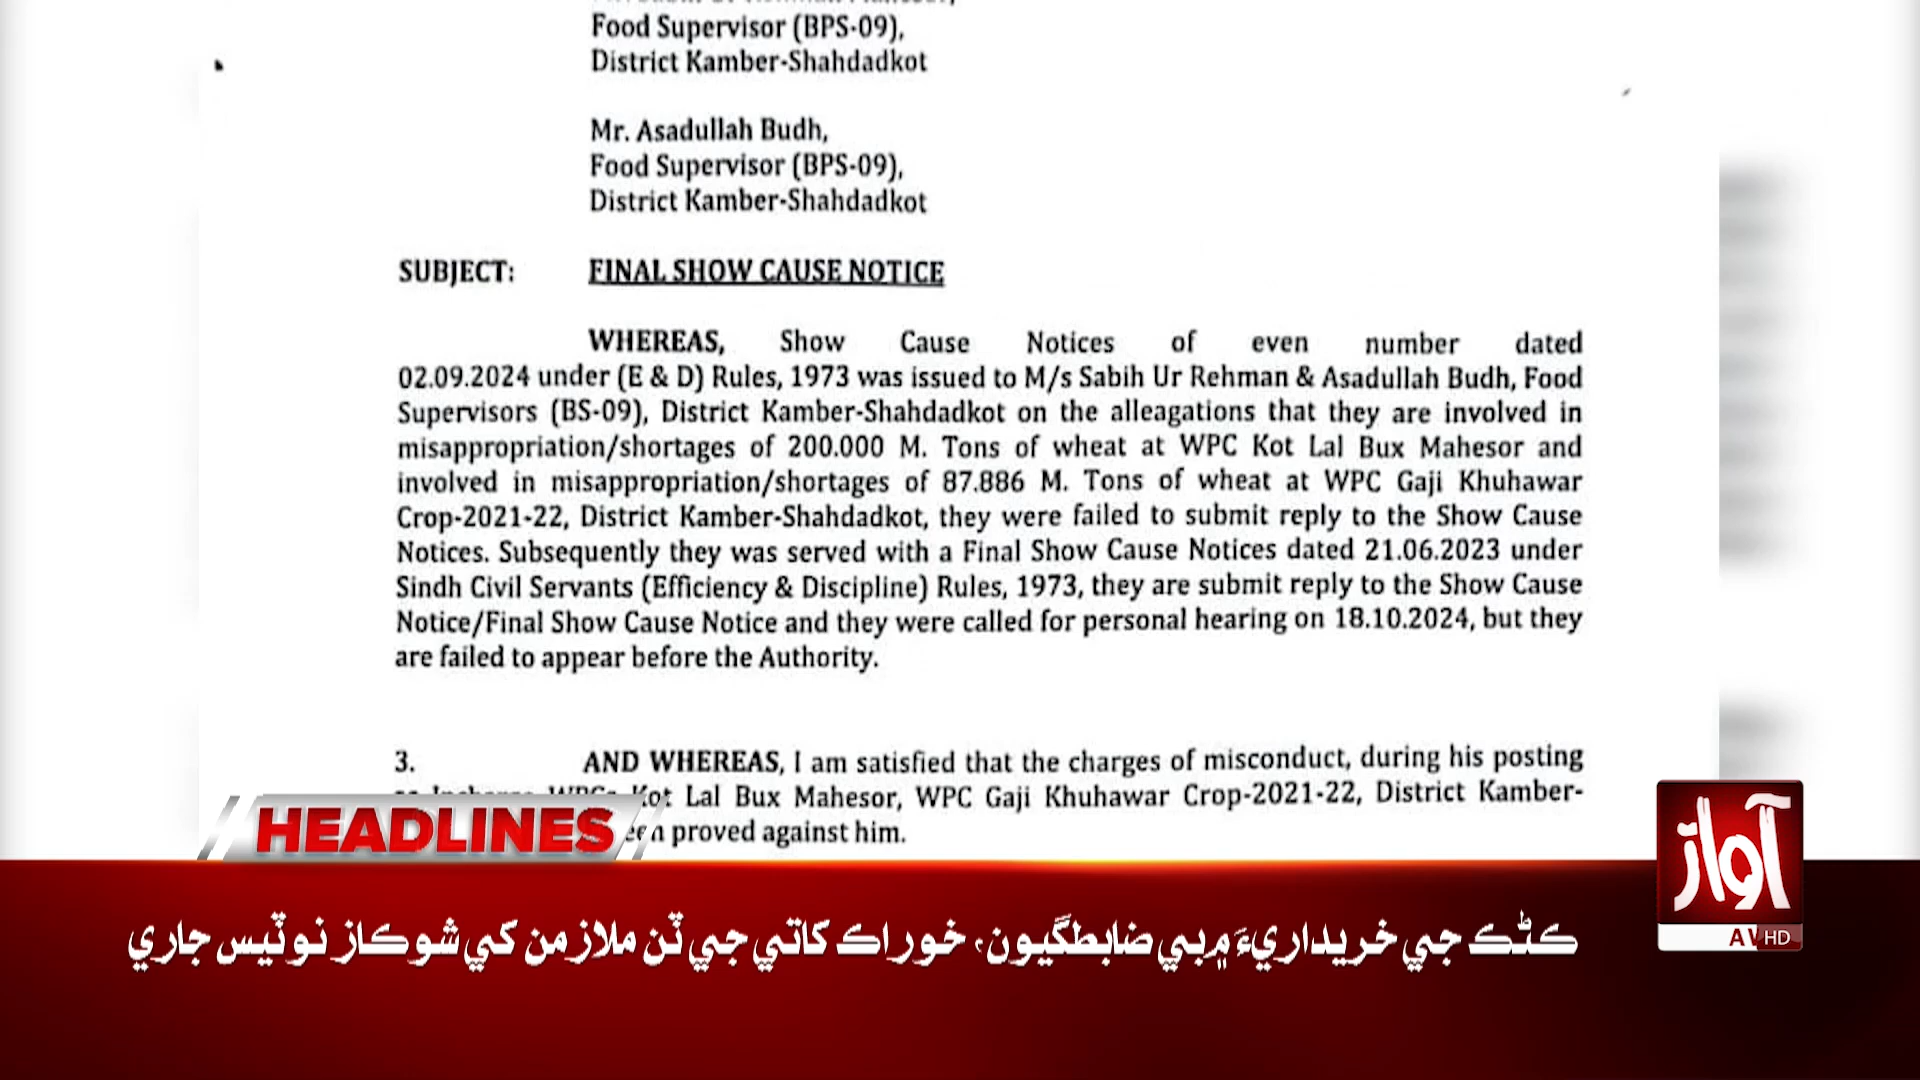 Food Supervisor (BPS-09),
District Kamber-Shahdadkot
Mr. Asadullah Budh,
Food Supervisor (BPS-09),
District Kamber-Shahdadkot
SUBJECT: FINAL SHOW CAUSE NOTICE
WHEREAS, Show Cause Notices of even number dated
02.09.2024 under (E & D) Rules, 1973 was issued to M/s Sabih Ur Rehman & Asadullah Budh, Food
Supervisors (BS-09), District Kamber-Shahdadkot on the alleagations that they are involved in
misappropriation/shortages of 200.000 M. Tons of wheat at WPC Kot Lal Bux Mahesor and
involved in misappropriation/shortages of 87.886 M. Tons of wheat at WPC Gaji Khuhawar
Crop-2021-22, District Kamber-Shahdadkot, they were failed to submit reply to the Show Cause
Notices. Subsequently they was served with a Final Show Cause Notices dated 21.06.2023 under
Sindh Civil Servants (Efficiency & Discipline) Rules, 1973, they are submit reply to the Show Cause
Notice/Final Show Cause Notice and they were called for personal hearing on 18.10.2024, but they
are failed to appear before the Authority.
3. AND WHEREAS, I am satisfied that the charges of misconduct, during his posting
Kot Lal Bux Mahesor, WPC Gaji Khuhawar Crop-2021-22, District Kamber-
proved against him.
HEADLINES
آواز
HD
ڪڻڪ جي خريداريءَ ۾ بي ضابطگيون، خوراڪ کاتي جي ٽن ملازمن کي شوڪاز نوٽيس جاري